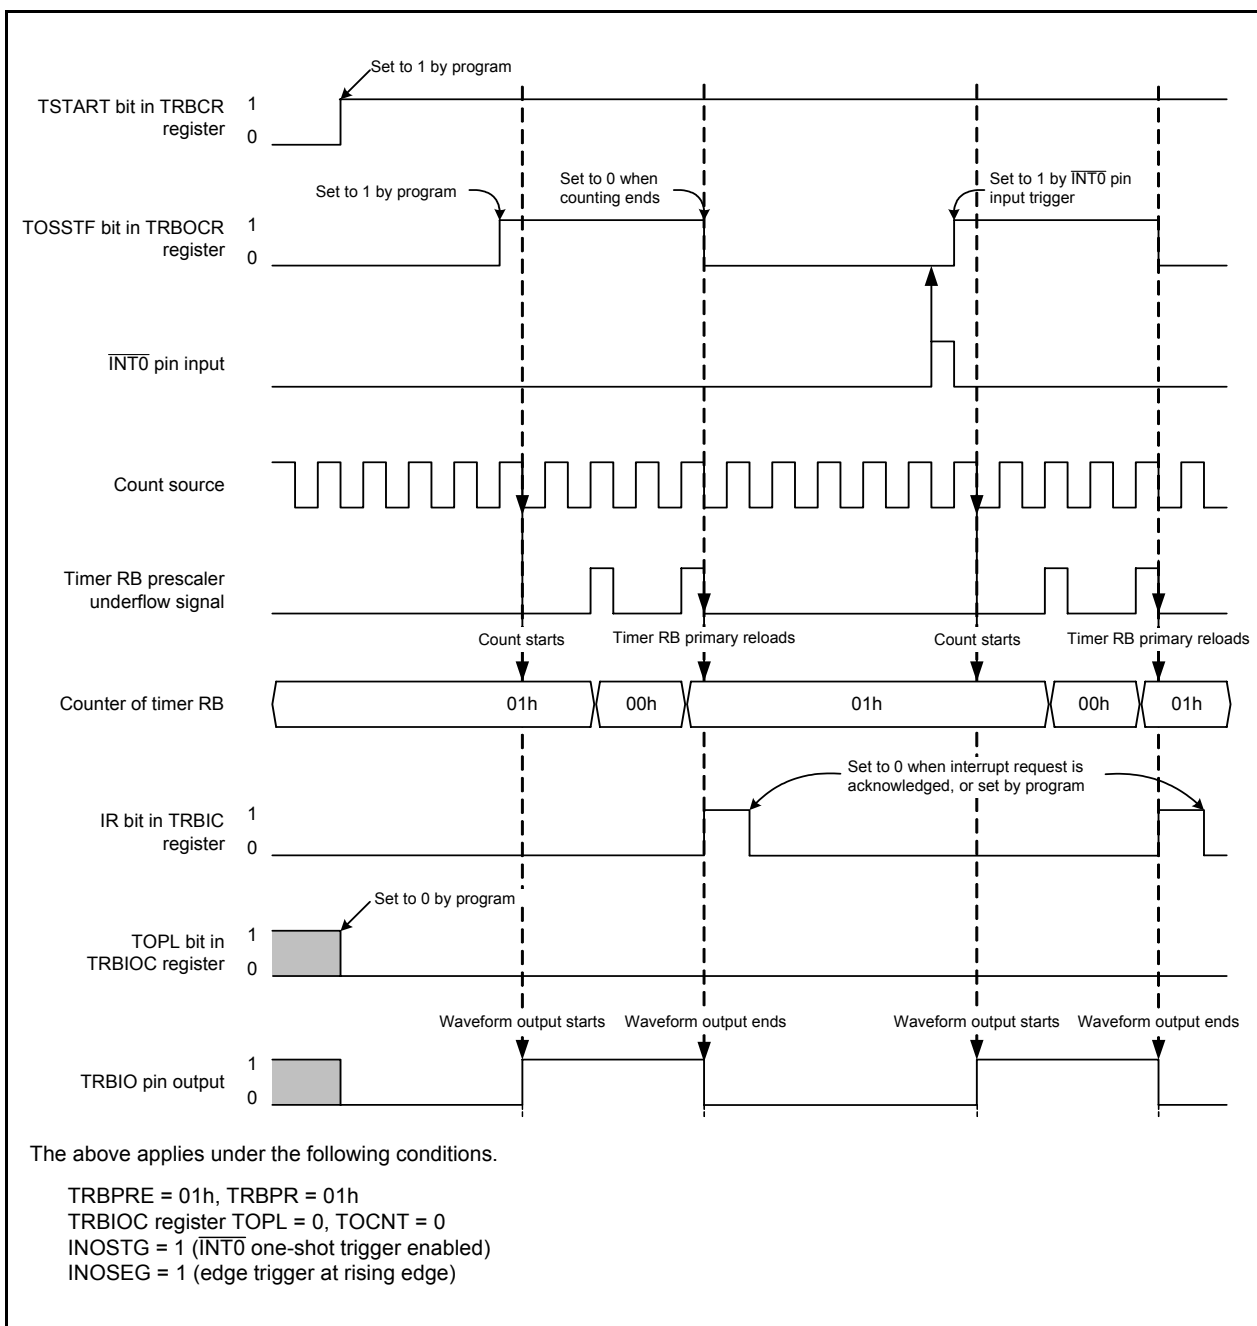 Set to 1 by program
TSTART bit in TRBCR
register
1
0
Set to 1 by program
Set to 0 when
counting ends
Set to 1 by INT0 pin
input trigger
TOSSTF bit in TRBOCR
register
1
0
INT0 pin input
Count source
Timer RB prescaler
underflow signal
Count starts
Timer RB primary reloads
Count starts
Timer RB primary reloads
Counter of timer RB
01h
00h
01h
00h
01h
Set to 0 when interrupt request is
acknowledged, or set by program
IR bit in TRBIC
register
1
0
Set to 0 by program
TOPL bit in
TRBIOC register
1
0
Waveform output starts
Waveform output ends
Waveform output starts
Waveform output ends
TRBIO pin output
1
0
The above applies under the following conditions.
TRBPRE = 01h, TRBPR = 01h
TRBIOC register TOPL = 0, TOCNT = 0
INOSTG = 1 (INT0 one-shot trigger enabled)
INOSEG = 1 (edge trigger at rising edge)